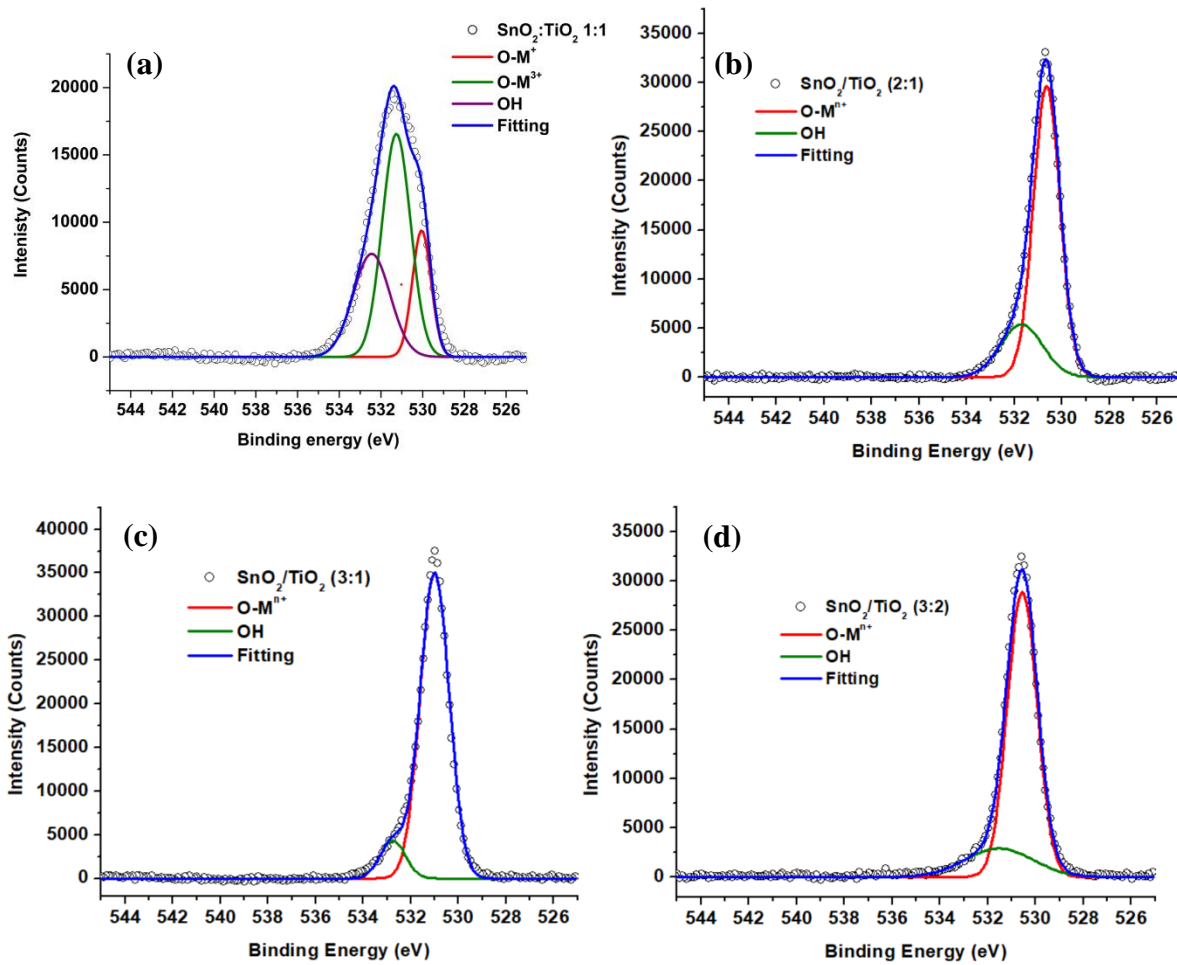 (a)
SnO2:TiO2 1:1
O-M+
O-M3+
OH
Fitting
20000
15000
10000
5000
0
Intenisty (Counts)
544 542 540 538 536 534 532 530 528 526
Binding energy (eV)
(b)
SnO2/TiO2 (2:1)
O-Mn+
OH
Fitting
35000
30000
25000
20000
15000
10000
5000
0
Intensity (Counts)
544 542 540 538 536 534 532 530 528 526
Binding Energy (eV)
(c)
SnO2/TiO2 (3:1)
O-Mn+
OH
Fitting
40000
35000
30000
25000
20000
15000
10000
5000
0
Intensity (Counts)
544 542 540 538 536 534 532 530 528 526
Binding Energy (eV)
(d)
SnO2/TiO2 (3:2)
O-Mn+
OH
Fitting
35000
30000
25000
20000
15000
10000
5000
0
Intensity (Counts)
544 542 540 538 536 534 532 530 528 526
Binding Energy (eV)